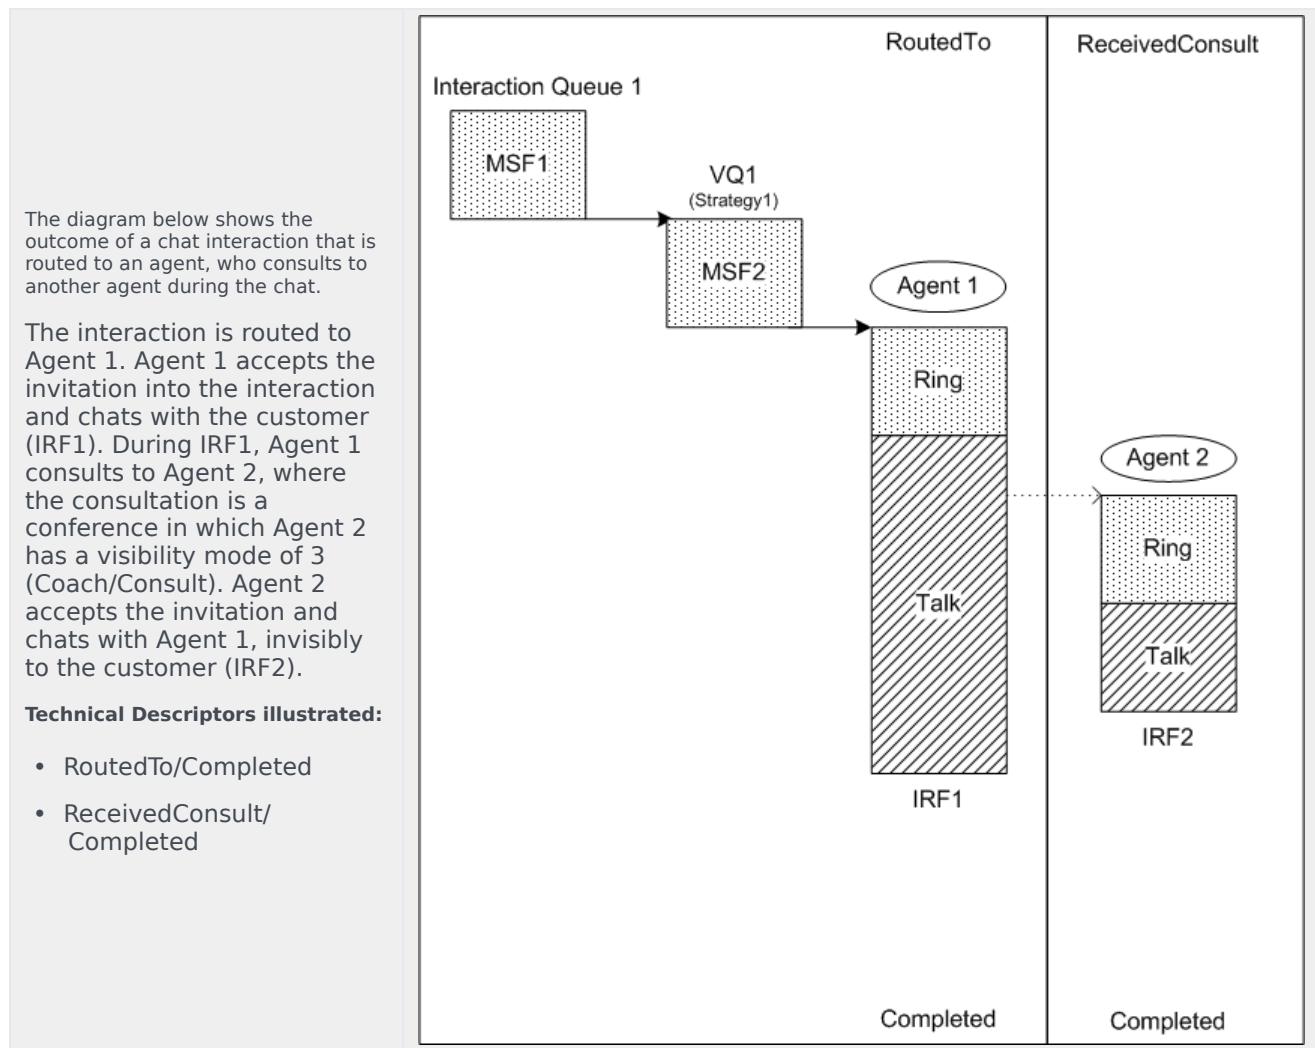 The diagram below shows the
outcome of a chat interaction that is
routed to an agent, who consults to
another agent during the chat.
The interaction is routed to
Agent 1. Agent 1 accepts the
invitation into the interaction
and chats with the customer
(IRF1). During IRF1, Agent 1
consults to Agent 2, where
the consultation is a
conference in which Agent 2
has a visibility mode of 3
(Coach/Consult). Agent 2
accepts the invitation and
chats with Agent 1, invisibly
to the customer (IRF2).
Technical Descriptors illustrated:
• RoutedTo/Completed
• ReceivedConsult/
Completed
RoutedTo
ReceivedConsult
Interaction Queue 1
MSF1
VQ1
(Strategy1)
MSF2
Agent 1
Ring
Talk
IRF1
Agent 2
Ring
Talk
IRF2
Completed
Completed